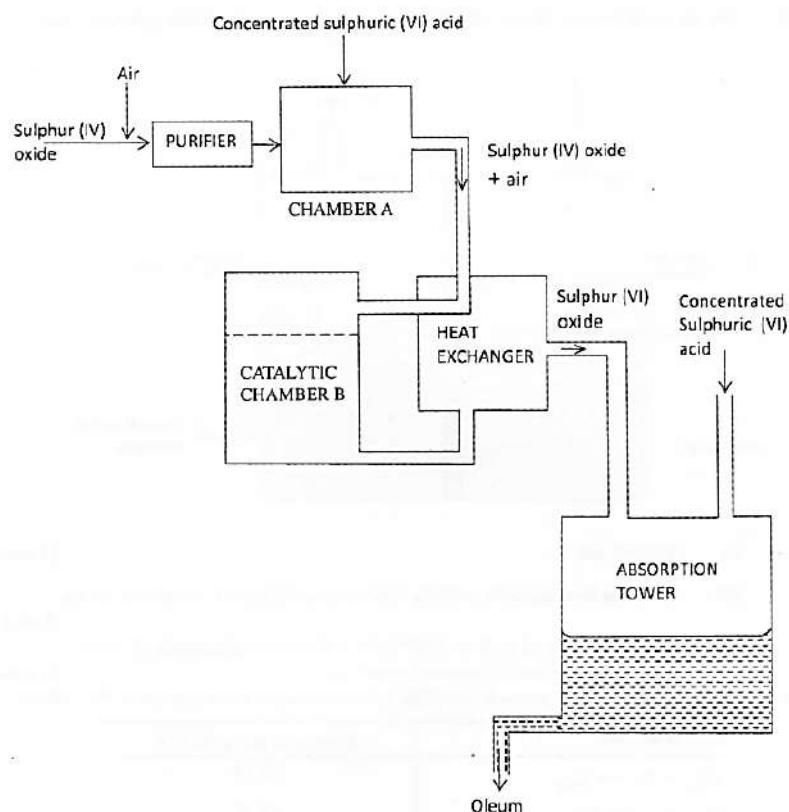 Concentrated sulphuric (VI) acid
Air
Sulphur (IV)
oxide
PURIFIER
Sulphur (IV) oxide
+ air
CHAMBER A
Sulphur (VI)
oxide
Concentrated
Sulphuric (VI)
acid
HEAT
EXCHANGER
CATALYTIC
CHAMBER B
ABSORPTION
TOWER
Oleum